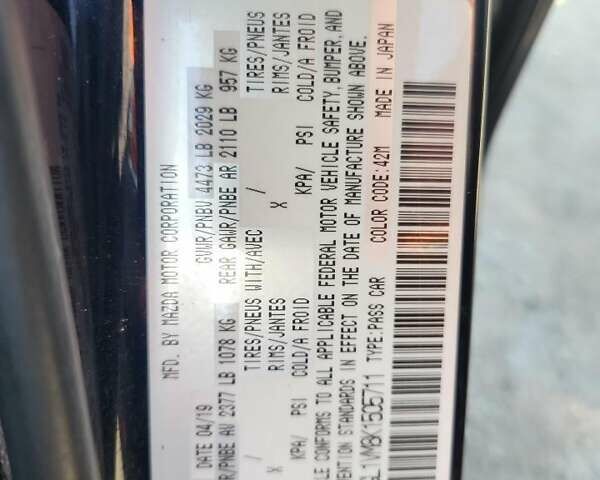 MFD. BY MAZDA MOTOR CORPORATION
DATE 04/19 GVWR/PNBV 4473 LB 2029 KG
R/PNBE AV 2377 LB 1078 KG REAR GAWR/PNBE AR 2110 LB 957 KG
TIRES/PNEUS WITH/AVEC / TIRES/PNEUS
X RIMS/JANTES X RIMS/JANTES
KPA/ PSI COLD/A FROID KPA/ PSI COLD/A FROID
LE CONFORMS TO ALL APPLICABLE FEDERAL MOTOR VEHICLE SAFETY, BUMPER, AND
ENTION STANDARDS IN EFFECT ON THE DATE OF MANUFACTURE SHOWN ABOVE.
L1VM8K1505711 TYPE:PASS CAR COLOR CODE:42M MADE IN JAPAN